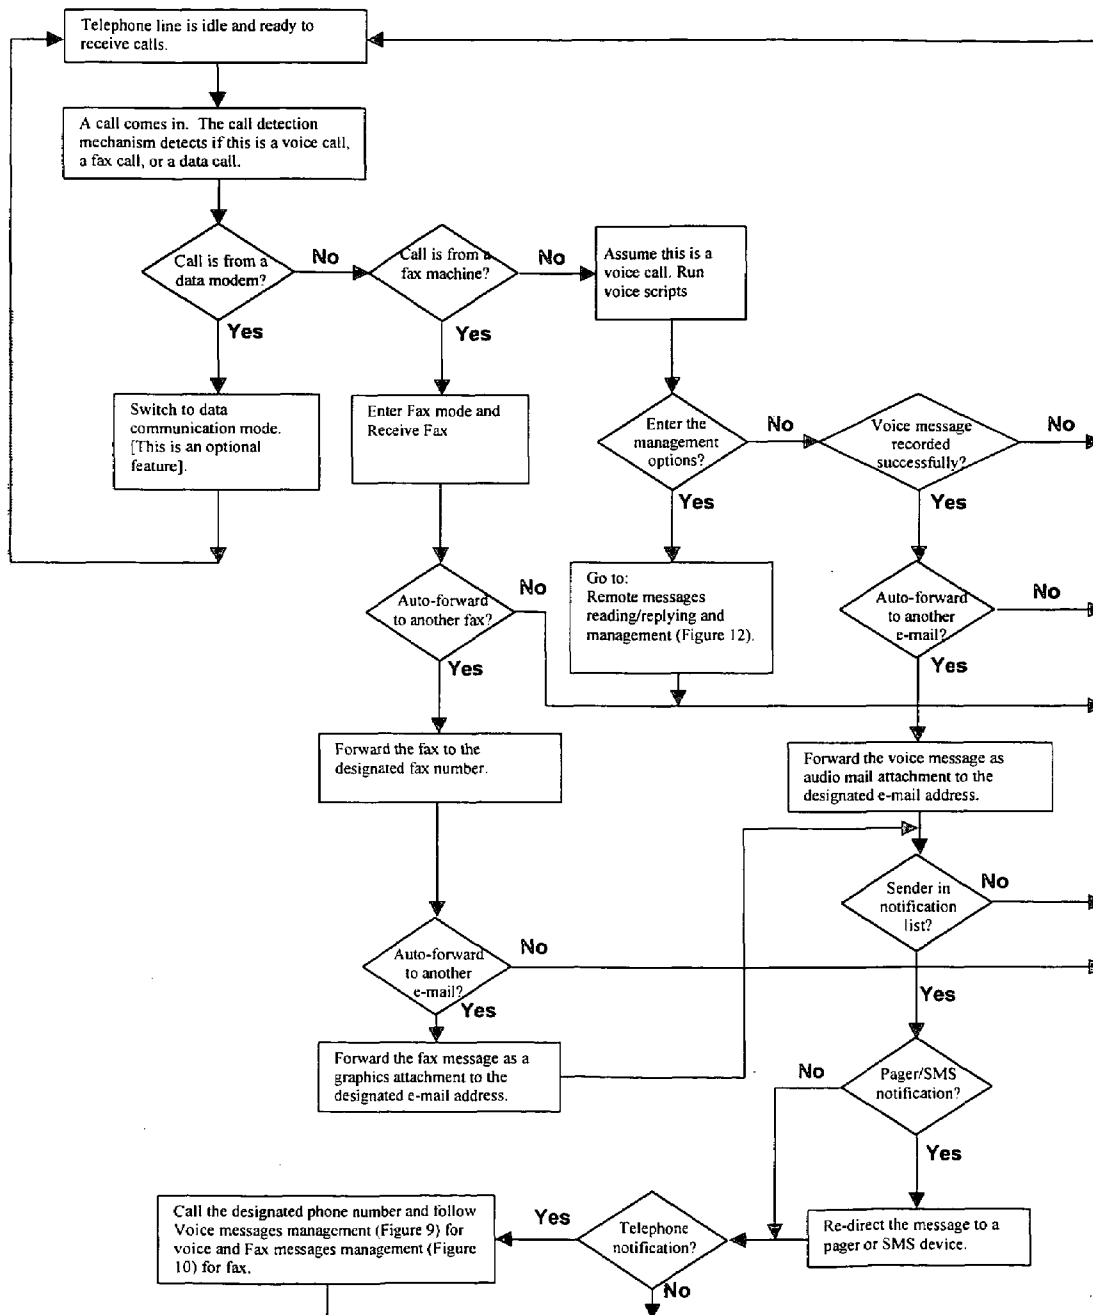 Telephone line is idle and ready to
receive calls.
A call comes in. The call detection
mechanism detects if this is a voice call,
a fax call, or a data call.
Call is from a
data modem?
No
Yes
Call is from a
fax machine?
No
Yes
Assume this is a
voice call. Run
voice scripts
Switch to data
communication mode.
[This is an optional
feature].
Enter Fax mode and
Receive Fax
Enter the
management
options?
No
Yes
Voice message
recorded
successfully?
No
Yes
Auto-forward
to another fax?
No
Yes
Go to:
Remote messages
reading/replying and
management (Figure 12).
Auto-forward
to another
e-mail?
No
Yes
Forward the fax to the
designated fax number.
Forward the voice message as
audio mail attachment to the
designated e-mail address.
Sender in
notification
list?
No
Yes
Auto-forward
to another
e-mail?
No
Yes
Forward the fax message as a
graphics attachment to the
designated e-mail address.
Pager/SMS
notification?
No
Yes
Call the designated phone number and follow
Voice messages management (Figure 9) for
voice and Fax messages management (Figure
10) for fax.
Yes
Telephone
notification?
No
Re-direct the message to a
pager or SMS device.